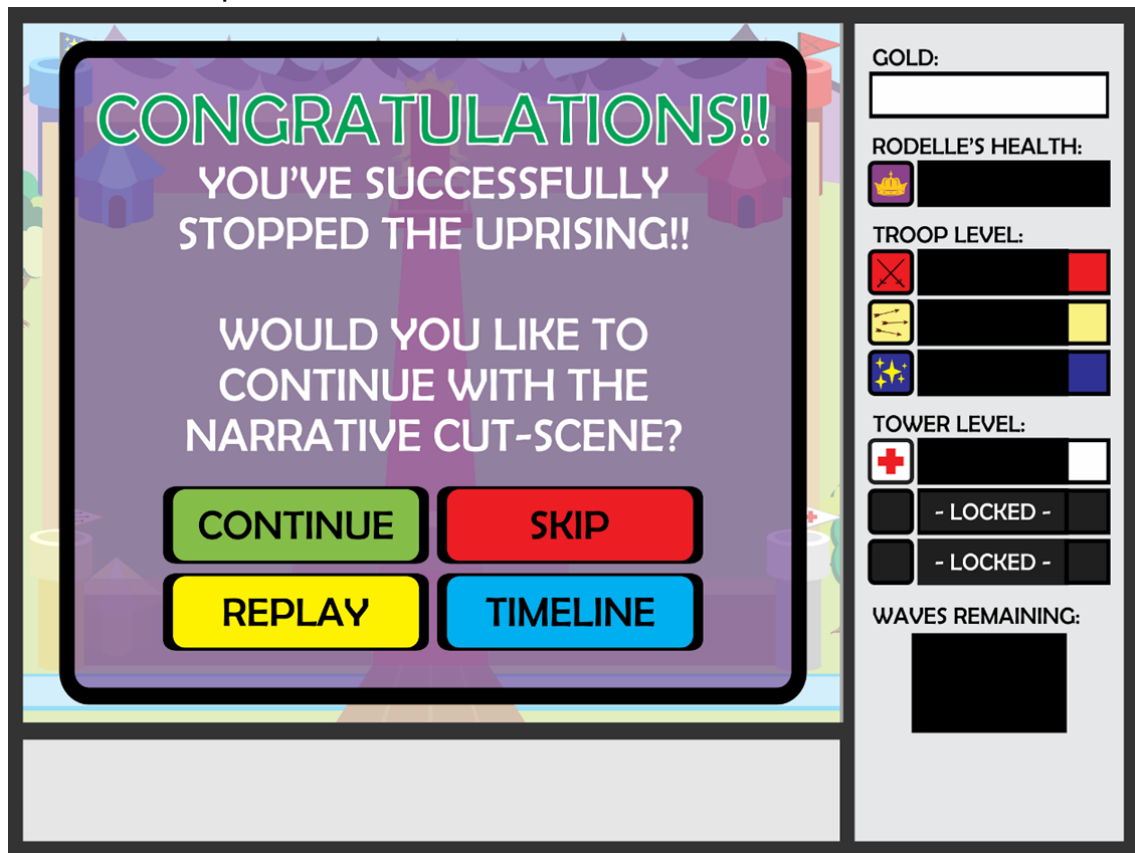 CONGRATULATIONS!!
YOU'VE SUCCESSFULLY
STOPPED THE UPRISING!!
WOULD YOU LIKE TO
CONTINUE WITH THE
NARRATIVE CUT-SCENE?
CONTINUE
SKIP
REPLAY
TIMELINE
GOLD:
RODELLE'S HEALTH:
TROOP LEVEL:
TOWER LEVEL:
- LOCKED -
- LOCKED -
WAVES REMAINING: